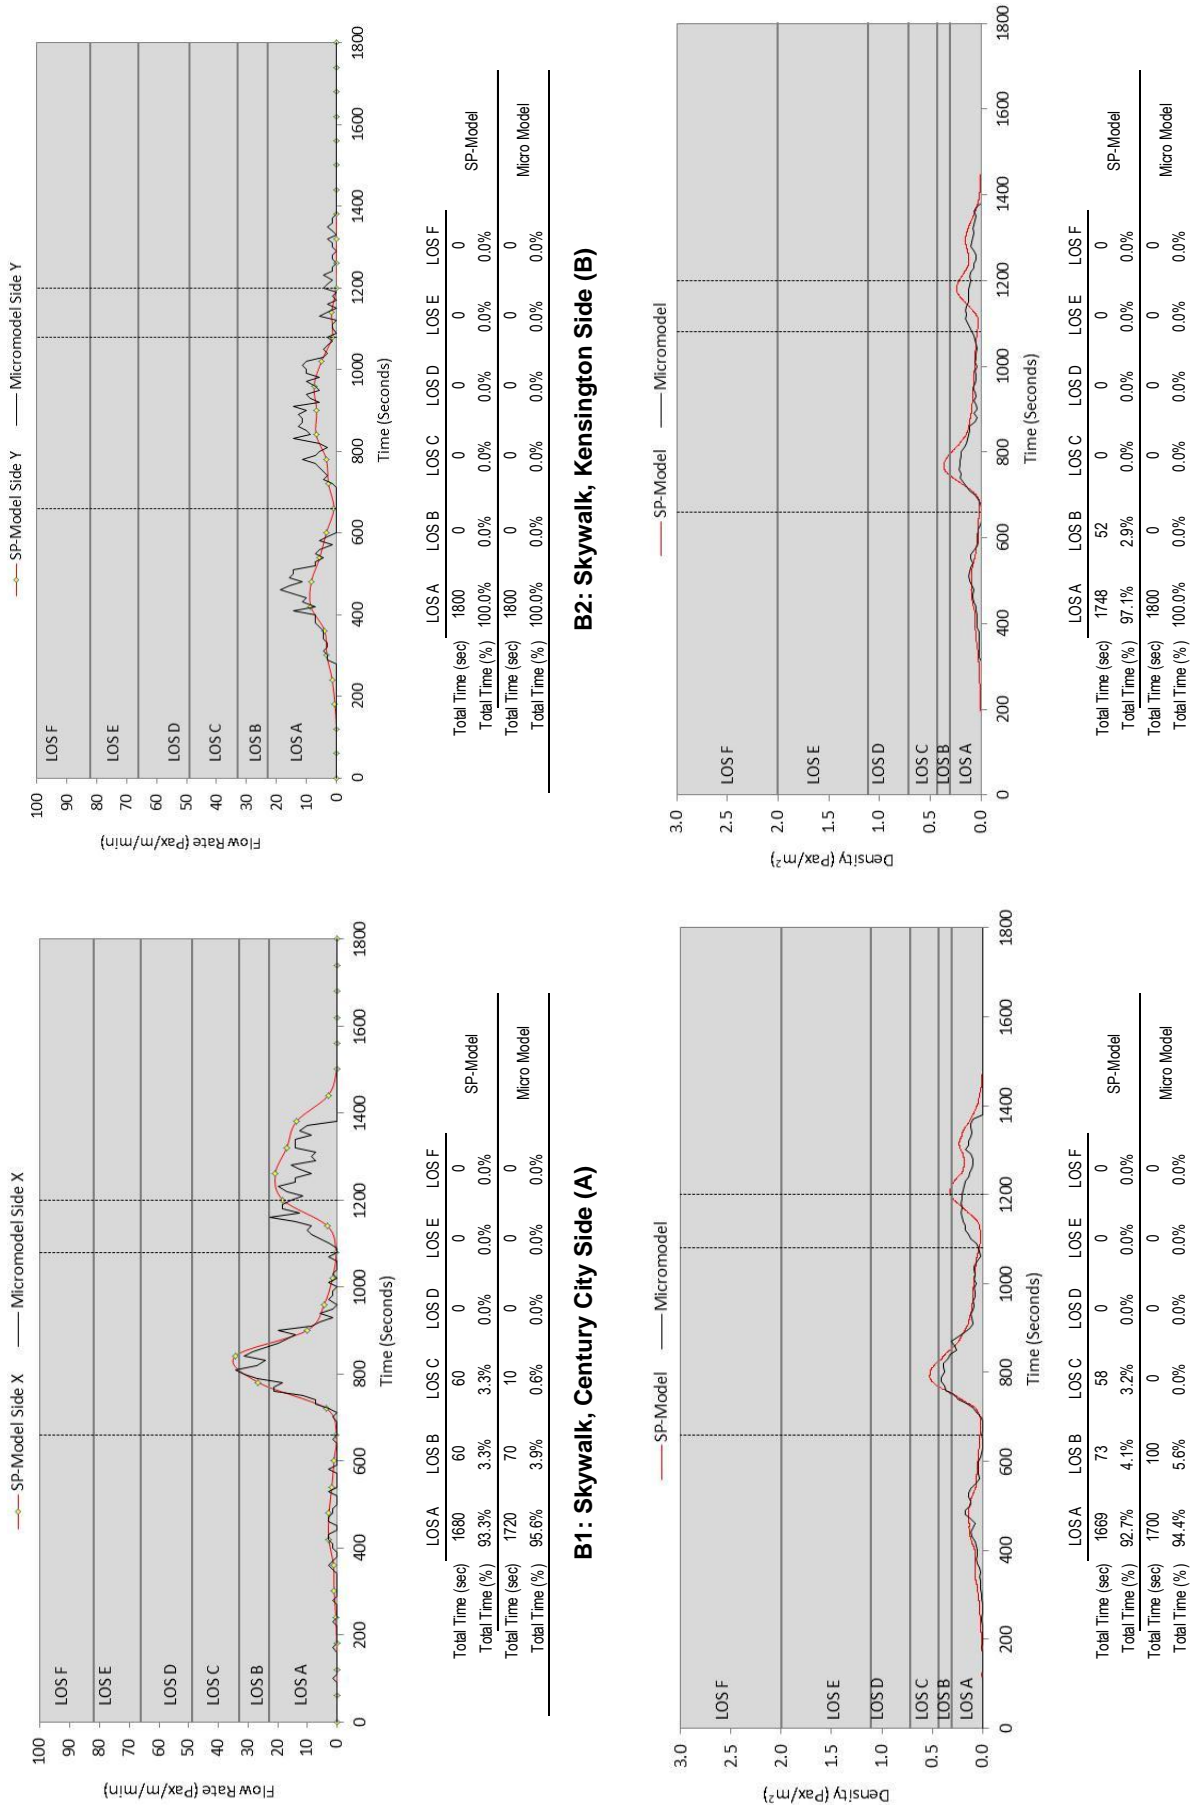 SP-Model Side X Micromodel Side X
Flow Rate (Pax/m/min)
100
90
80
70
60
50
40
30
20
10
0
LOS F
LOS E
LOS D
LOS C
LOS B
LOS A
0 200 400 600 800 1000 1200 1400 1600 1800
Time (Seconds)
LOS A LOS B LOS C LOS D LOS E LOS F
Total Time (sec) 1680 60 60 0 0 0
SP-Model
Total Time (%) 93.3% 3.3% 3.3% 0.0% 0.0% 0.0%
Total Time (sec) 1720 70 10 0 0 0
Micro Model
Total Time (%) 95.6% 3.9% 0.6% 0.0% 0.0% 0.0%
SP-Model Side Y Micromodel Side Y
Flow Rate (Pax/m/min)
100
90
80
70
60
50
40
30
20
10
0
LOS F
LOS E
LOS D
LOS C
LOS B
LOS A
0 200 400 600 800 1000 1200 1400 1600 1800
Time (Seconds)
LOS A LOS B LOS C LOS D LOS E LOS F
Total Time (sec) 1800 0 0 0 0 0
SP-Model
Total Time (%) 100.0% 0.0% 0.0% 0.0% 0.0% 0.0%
Total Time (sec) 1800 0 0 0 0 0
Micro Model
Total Time (%) 100.0% 0.0% 0.0% 0.0% 0.0% 0.0%
B1: Skywalk, Century City Side (A)
SP-Model Micromodel
Density (Pax/m²)
3.0
2.5
2.0
1.5
1.0
0.5
0.0
LOS F
LOS E
LOS D
LOS C
LOS B
LOS A
0 200 400 600 800 1000 1200 1400 1600 1800
Time (Seconds)
LOS A LOS B LOS C LOS D LOS E LOS F
Total Time (sec) 1669 73 58 0 0 0
SP-Model
Total Time (%) 92.7% 4.1% 3.2% 0.0% 0.0% 0.0%
Total Time (sec) 1700 100 0 0 0 0
Micro Model
Total Time (%) 94.4% 5.6% 0.0% 0.0% 0.0% 0.0%
B2: Skywalk, Kensington Side (B)
SP-Model Micromodel
Density (Pax/m²)
3.0
2.5
2.0
1.5
1.0
0.5
0.0
LOS F
LOS E
LOS D
LOS C
LOS B
LOS A
0 200 400 600 800 1000 1200 1400 1600 1800
Time (Seconds)
LOS A LOS B LOS C LOS D LOS E LOS F
Total Time (sec) 1748 52 0 0 0 0
SP-Model
Total Time (%) 97.1% 2.9% 0.0% 0.0% 0.0% 0.0%
Total Time (sec) 1800 0 0 0 0 0
Micro Model
Total Time (%) 100.0% 0.0% 0.0% 0.0% 0.0% 0.0%